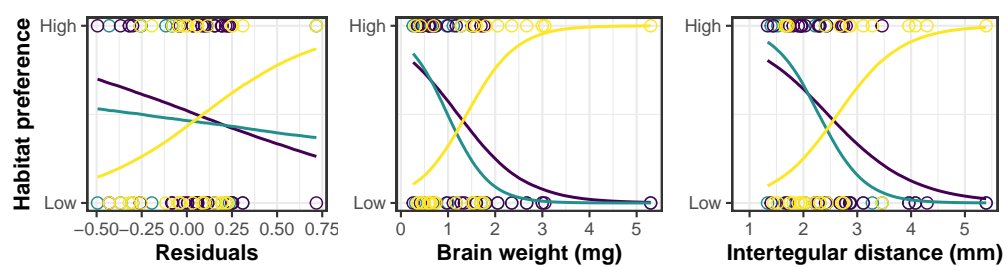 Habitat preference
High
Low
−0.50 −0.25 0.00 0.25 0.50 0.75
Residuals
High
Low
0 1 2 3 4 5
Brain weight (mg)
High
Low
1 2 3 4 5
Intertegular distance (mm)